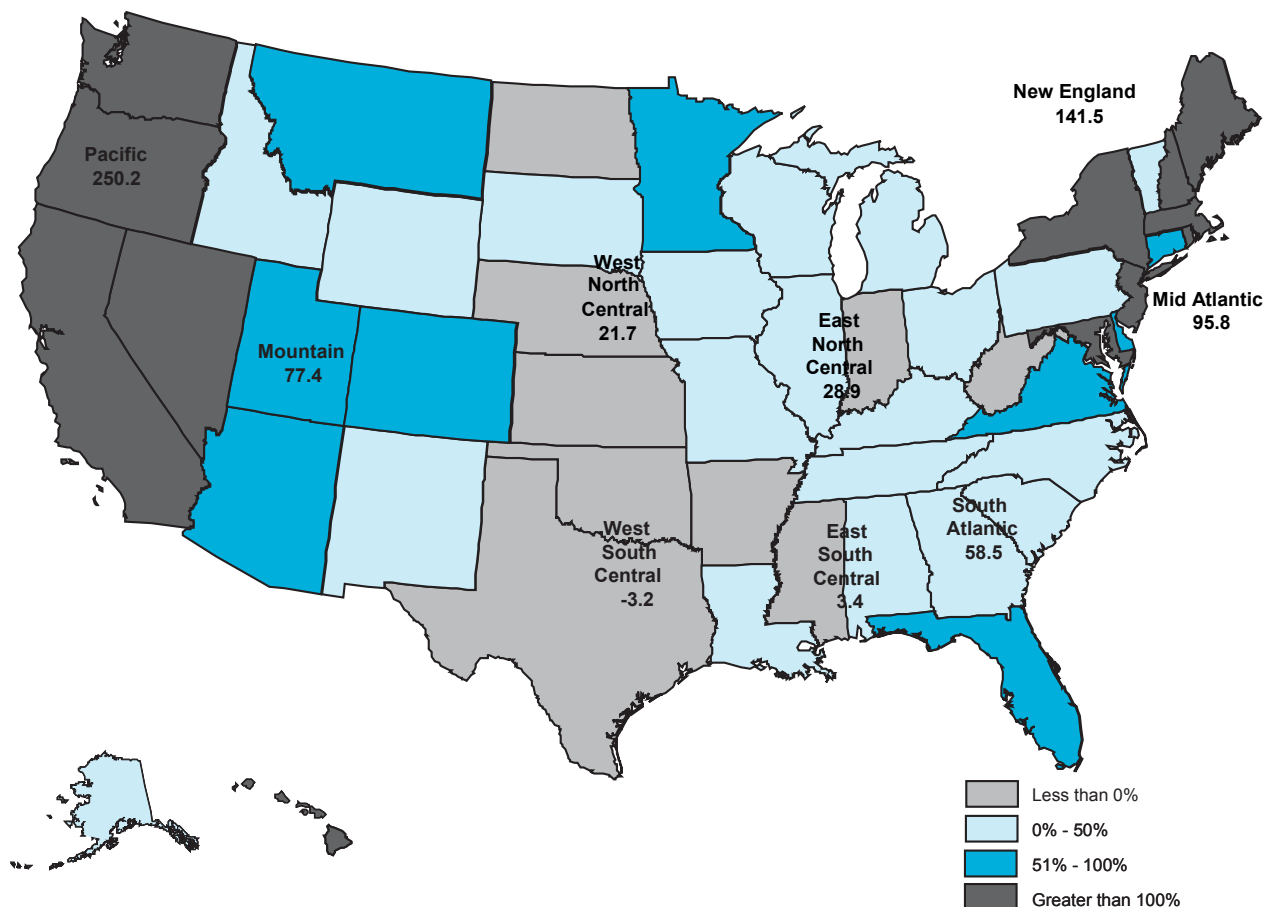 New England
141.5
Pacific
250.2
West
North
Central
21.7
Mid Atlantic
95.8
East
North
Central
28.9
Mountain
77.4
South
Atlantic
58.5
West
South
Central
-3.2
East
South
Central
3.4
Less than 0%
0% - 50%
51% - 100%
Greater than 100%